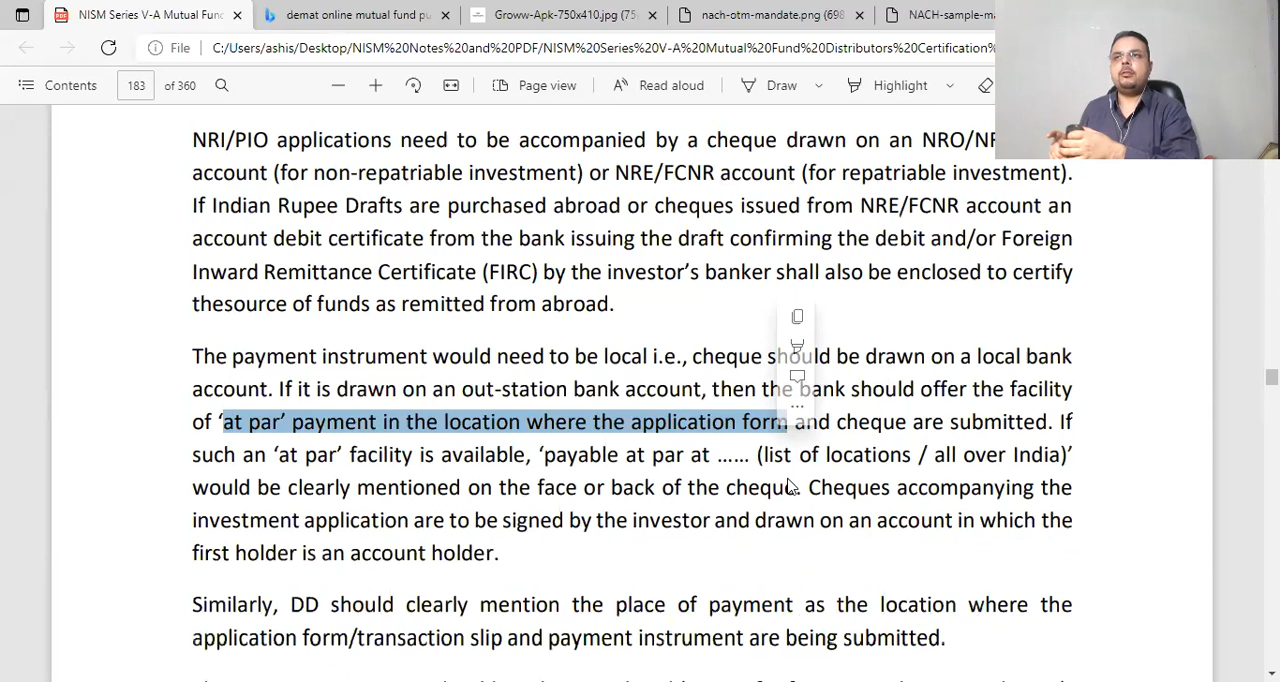 NISM Series V-A Mutual Fun
demat online mutual fund pu
Groww-Apk-750x410.jpg (75
nach-otm-mandate.png (698
NACH-sample-ma
File
C:/Users/ashis/Desktop/NISM%20Notes%20and%20PDF/NISM%20Series%20V-A%20Mutual%20Fund%20Distributors%20Certification
Contents
183 of 360
Page view
Read aloud
Draw
Highlight
NRI/PIO applications need to be accompanied by a cheque drawn on an
account (for non-repatriable investment) or NRE/FCNR account (for repatriable investment).
If Indian Rupee Drafts are purchased abroad or cheques issued from NRE/FCNR account an
account debit certificate from the bank issuing the draft confirming the debit and/or Foreign
Inward Remittance Certificate (FIRC) by the investor's banker shall also be enclosed to certify
thesource of funds as remitted from abroad.
The payment instrument would need to be local i.e., cheque should be drawn on a local bank
account. If it is drawn on an out-station bank account, then the bank should offer the facility
of ‘at par’ payment in the location where the application form and cheque are submitted. If
such an ‘at par’ facility is available, ‘payable at par at …… (list of locations / all over India)’
would be clearly mentioned on the face or back of the cheque. Cheques accompanying the
investment application are to be signed by the investor and drawn on an account in which the
first holder is an account holder.
Similarly, DD should clearly mention the place of payment as the location where the
application form/transaction slip and payment instrument are being submitted.